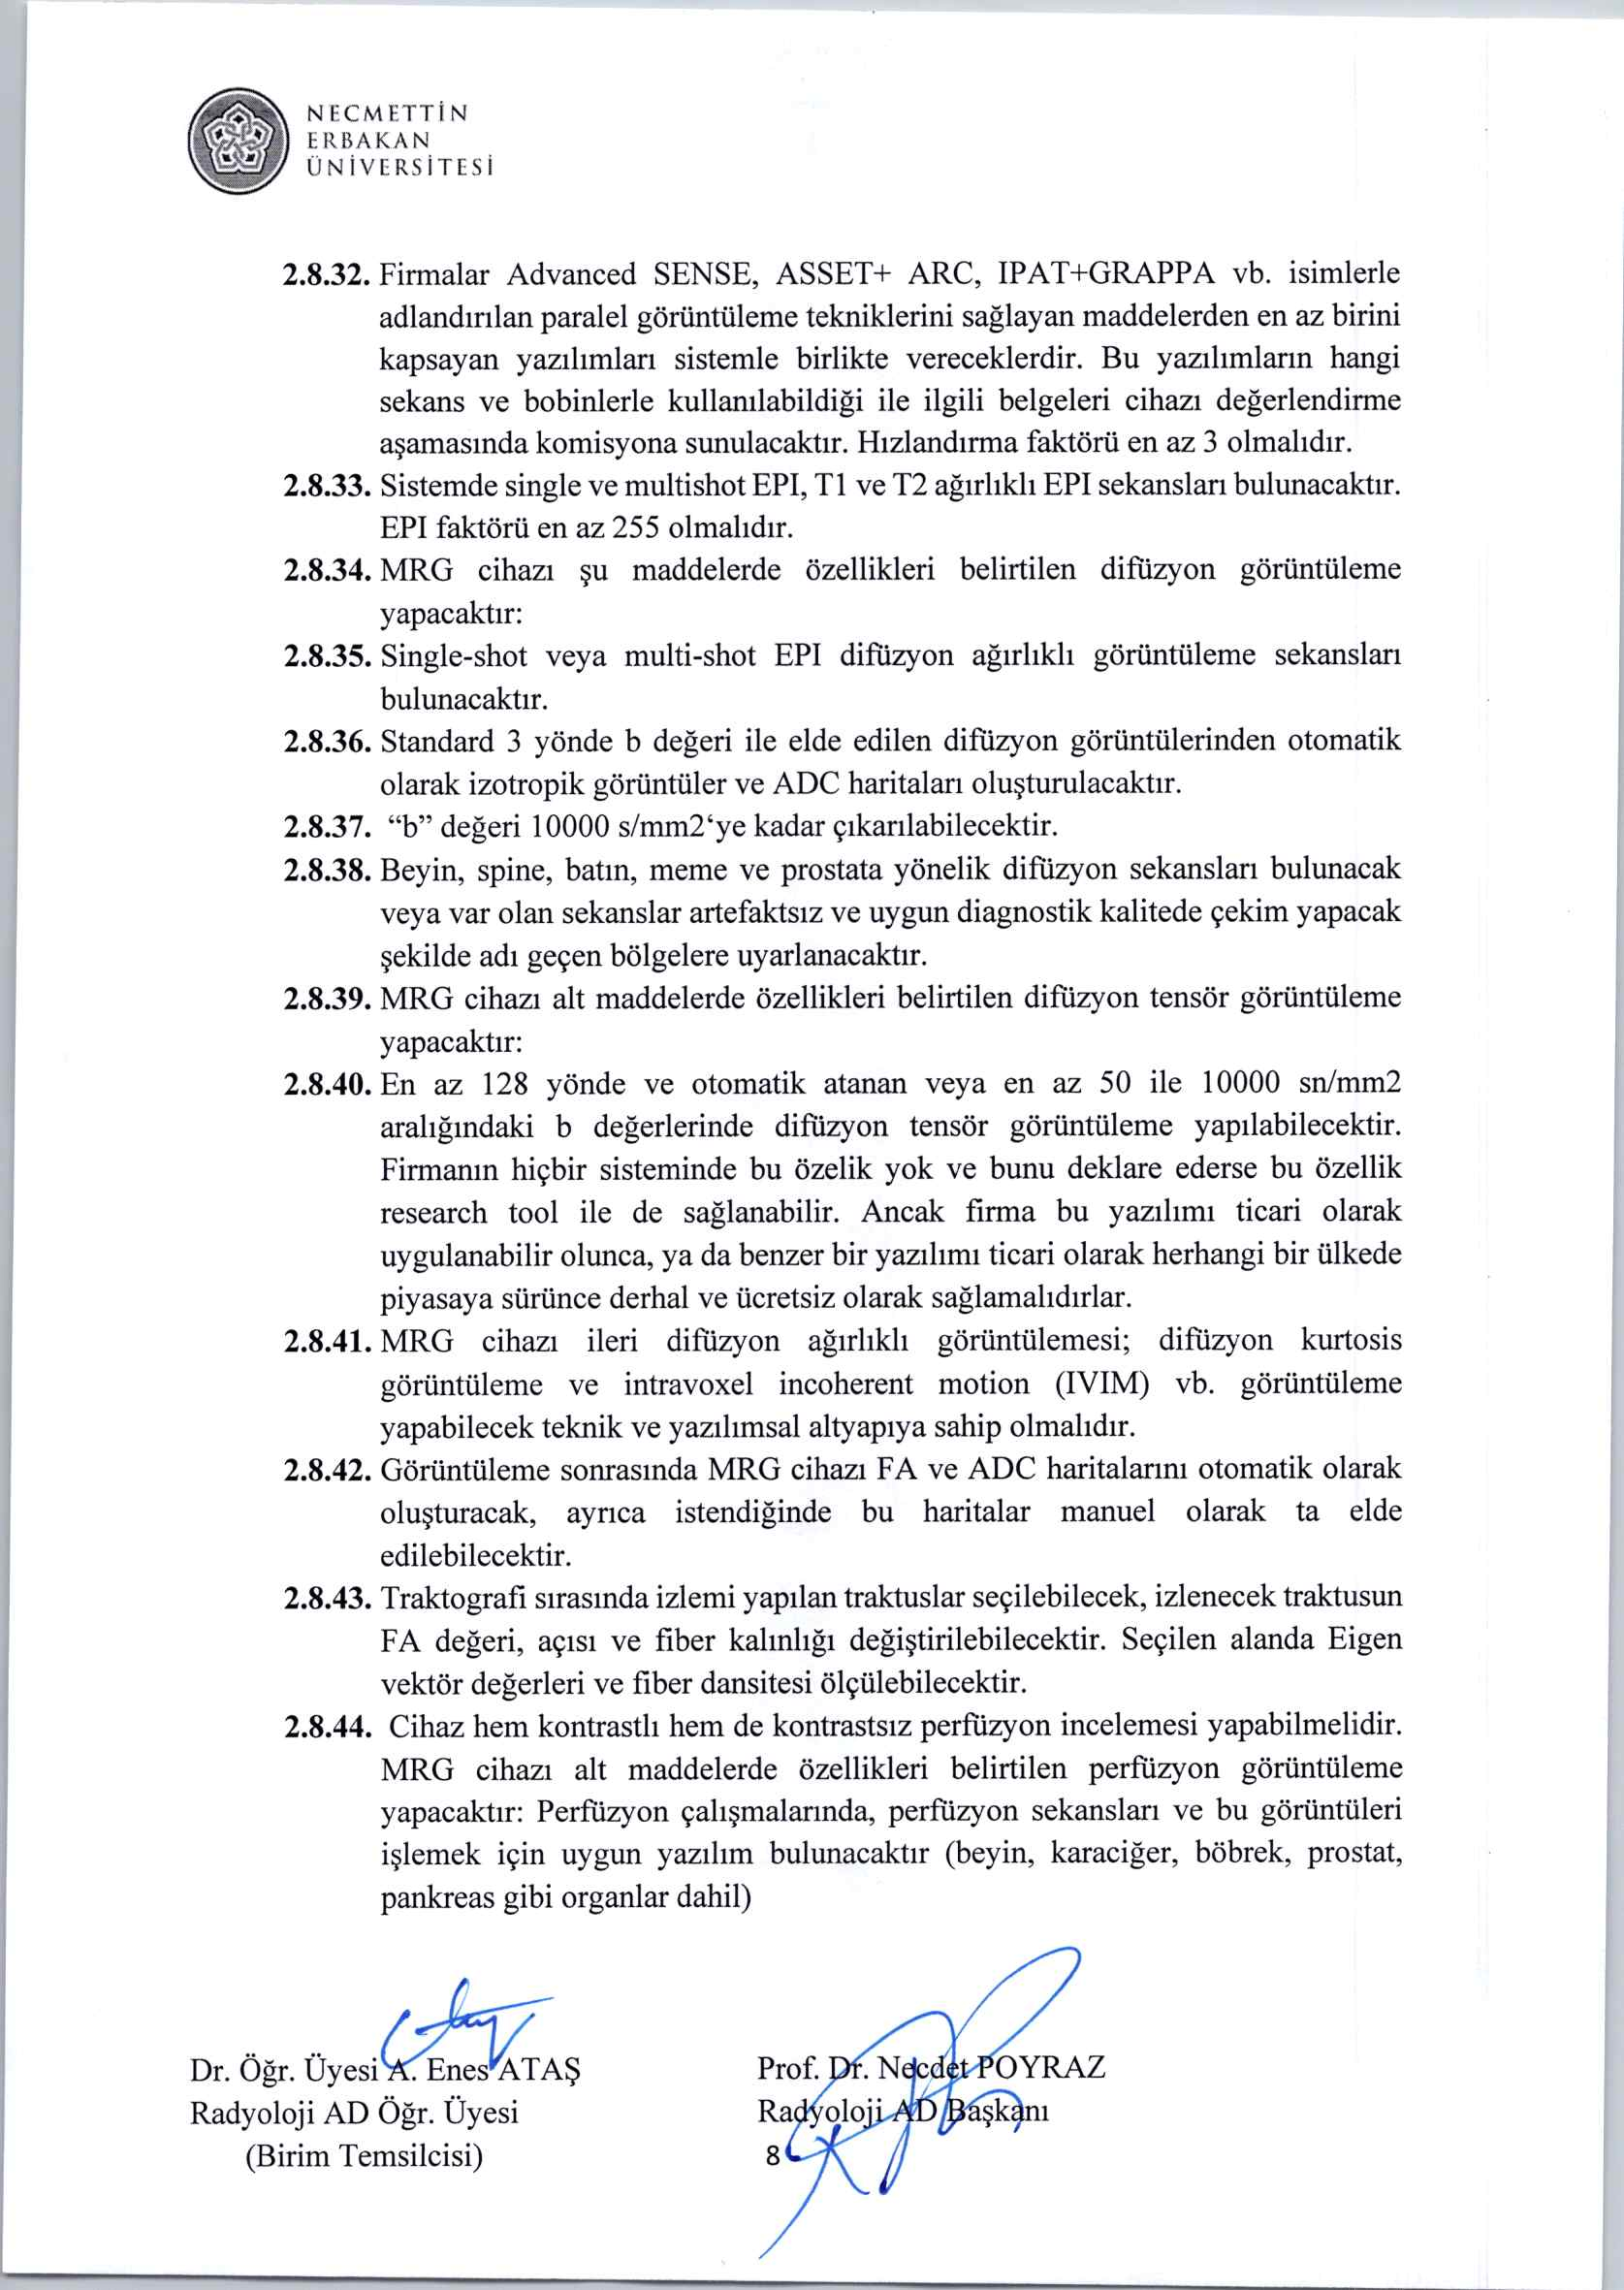 NECMETTİN
ERBAKAN
ÜNİVERSİTESİ
2.8.32. Firmalar Advanced SENSE, ASSET+ ARC, IPAT+GRAPPA vb. isimlerle
adlandırılan paralel görüntüleme tekniklerini sağlayan maddelerden en az birini
kapsayan yazılımları sistemle birlikte vereceklerdir. Bu yazılımların hangi
sekans ve bobinlerle kullanılabildiği ile ilgili belgeleri cihazı değerlendirme
aşamasında komisyona sunulacaktır. Hızlandırma faktörü en az 3 olmalıdır.
2.8.33. Sistemde single ve multishot EPI, T1 ve T2 ağırlıklı EPI sekansları bulunacaktır.
EPI faktörü en az 255 olmalıdır.
2.8.34. MRG cihazı şu maddelerde özellikleri belirtilen difüzyon görüntüleme
yapacaktır:
2.8.35. Single-shot veya multi-shot EPI difüzyon ağırlıklı görüntüleme sekansları
bulunacaktır.
2.8.36. Standard 3 yönde b değeri ile elde edilen difüzyon görüntülerinden otomatik
olarak izotropik görüntüler ve ADC haritaları oluşturulacaktır.
2.8.37. “b” değeri 10000 s/mm2‘ye kadar çıkarılabilecektir.
2.8.38. Beyin, spine, batın, meme ve prostata yönelik difüzyon sekansları bulunacak
veya var olan sekanslar artefaktsız ve uygun diagnostik kalitede çekim yapacak
şekilde adı geçen bölgelere uyarlanacaktır.
2.8.39. MRG cihazı alt maddelerde özellikleri belirtilen difüzyon tensör görüntüleme
yapacaktır:
2.8.40. En az 128 yönde ve otomatik atanan veya en az 50 ile 10000 sn/mm2
aralığındaki b değerlerinde difüzyon tensör görüntüleme yapılabilecektir.
Firmanın hiçbir sisteminde bu özelik yok ve bunu deklare ederse bu özellik
research tool ile de sağlanabilir. Ancak firma bu yazılımı ticari olarak
uygulanabilir olunca, ya da benzer bir yazılımı ticari olarak herhangi bir ülkede
piyasaya sürünce derhal ve ücretsiz olarak sağlamalıdırlar.
2.8.41. MRG cihazı ileri difüzyon ağırlıklı görüntülemesi; difüzyon kurtosis
görüntüleme ve intravoxel incoherent motion (IVIM) vb. görüntüleme
yapabilecek teknik ve yazılımsal altyapıya sahip olmalıdır.
2.8.42. Görüntüleme sonrasında MRG cihazı FA ve ADC haritalarını otomatik olarak
oluşturacak, ayrıca istendiğinde bu haritalar manuel olarak ta elde
edilebilecektir.
2.8.43. Traktografi sırasında izlemi yapılan traktuslar seçilebilecek, izlenecek traktusun
FA değeri, açısı ve fiber kalınlığı değiştirilebilecektir. Seçilen alanda Eigen
vektör değerleri ve fiber dansitesi ölçülebilecektir.
2.8.44. Cihaz hem kontrastlı hem de kontrastsız perfüzyon incelemesi yapabilmelidir.
MRG cihazı alt maddelerde özellikleri belirtilen perfüzyon görüntüleme
yapacaktır: Perfüzyon çalışmalarında, perfüzyon sekansları ve bu görüntüleri
işlemek için uygun yazılım bulunacaktır (beyin, karaciğer, böbrek, prostat,
pankreas gibi organlar dahil)
Dr. Öğr. Üyesi A. Enes ATAŞ
Radyoloji AD Öğr. Üyesi
(Birim Temsilcisi)
Prof. Dr. Necdet POYRAZ
Radyoloji AD Başkanı
8